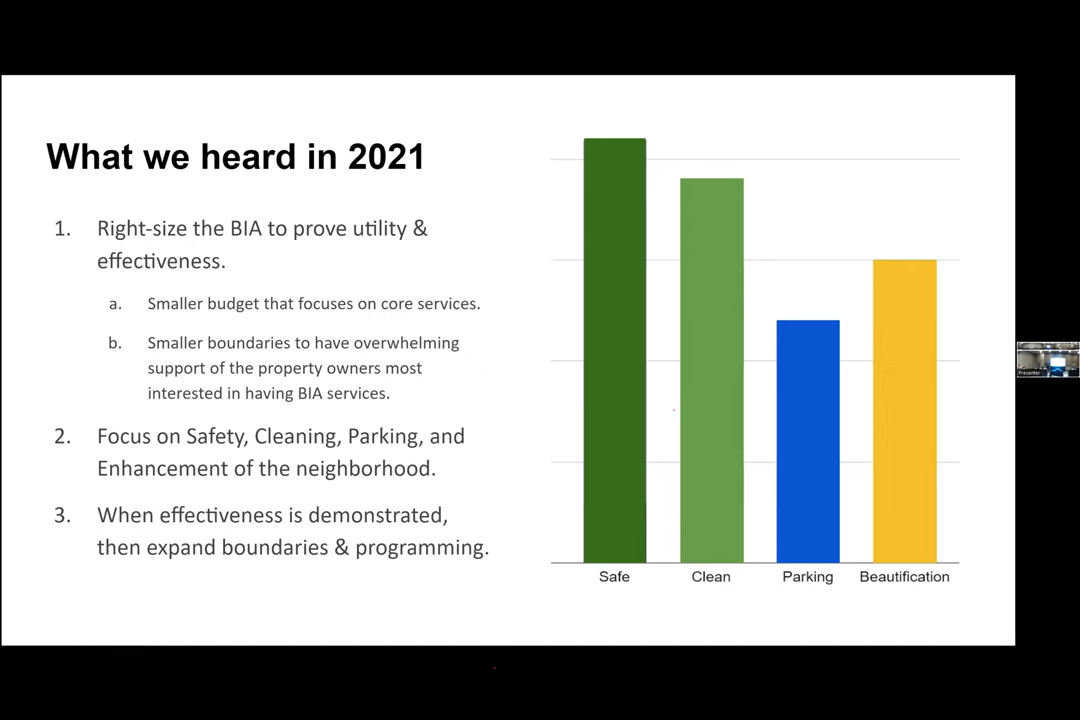 What we heard in 2021
1. Right-size the BIA to prove utility &
effectiveness.
a. Smaller budget that focuses on core services.
b. Smaller boundaries to have overwhelming
support of the property owners most
interested in having BIA services.
2. Focus on Safety, Cleaning, Parking, and
Enhancement of the neighborhood.
3. When effectiveness is demonstrated,
then expand boundaries & programming.
Safe Clean Parking Beautification
Presenter